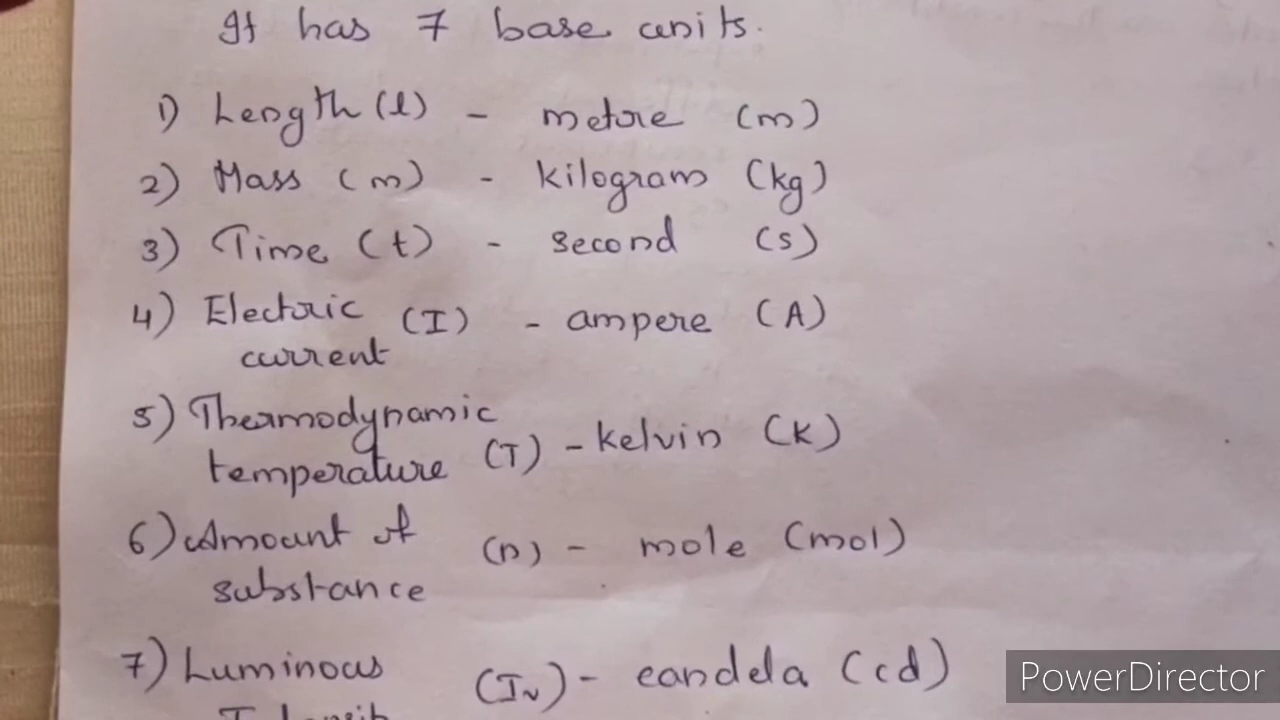 It has 7 base units.
1) Length (l) - metre (m)
2) Mass (m) - kilogram (kg)
3) Time (t) - second (s)
4) Electric (I) - ampere (A)
current
5) Thermodynamic
temperature (T) - kelvin (K)
6) Amount of (n) - mole (mol)
substance
7) Luminous (Iv) - candela (cd)
PowerDirector